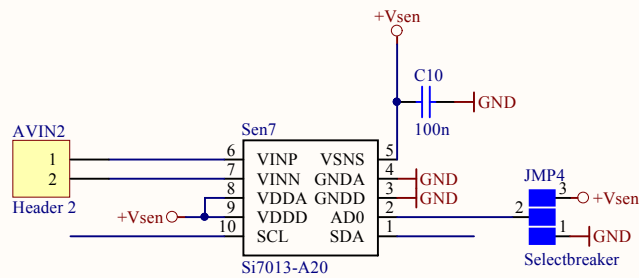 +Vsen
C10
GND
100n
AVIN2
Sen7
1 6 VINP VSNS 5
2 7 VINN GNDA 4 GND
8 VDDA GNDD 3 GND
+Vsen 9 VDDD AD0 2
10 SCL SDA 1
Header 2
Si7013-A20
JMP4
3 +Vsen
2
1 GND
Selectbreaker